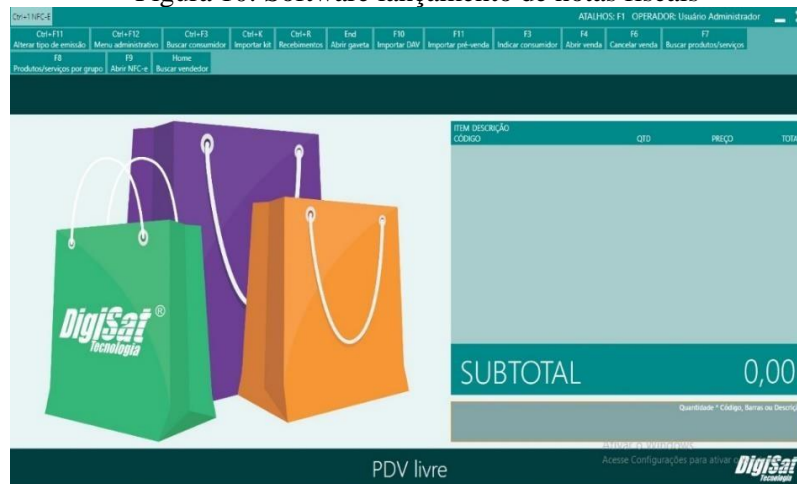 Figura 16: Software lançamento de notas fiscais
Ctrl+1 NFC-E
ATALHOS: F1 OPERADOR: Usuário Administrador
Ctrl+F11 Ctrl+F12 Ctrl+F3 Ctrl+K Ctrl+R End F10 F11 F3 F4 F6 F7
Alterar tipo de emissão Menu administrativo Buscar consumidor Importar kit Recebimentos Abrir gaveta Importar DAV Importar pré-venda Indicar consumidor Abrir venda Cancelar venda Buscar produtos/serviços
F8 F9 Home
Produtos/serviços por grupo Abrir NFC-e Buscar vendedor
ITEM DESCRIÇÃO
CÓDIGO QTD PREÇO TOTA
DigiSat®
Tecnologia
SUBTOTAL 0,00
Quantidade * Código, Barras ou Descriçã
Ativar o Windows
Acesse Configurações para ativar o
PDV livre
DigiSat
Tecnologia